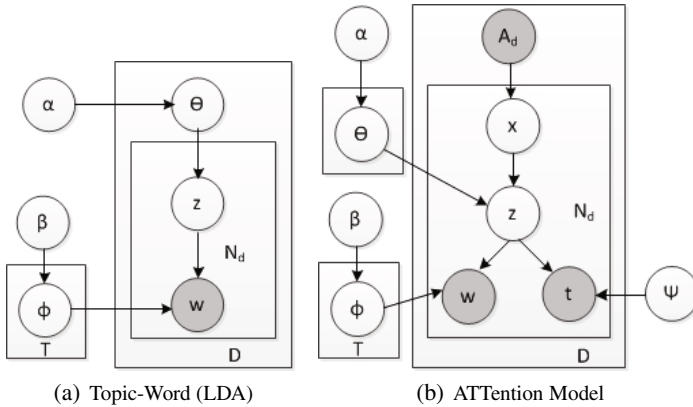 α
Θ
z
β
N_d
ϕ
w
T
D
(a) Topic-Word (LDA)
α
A_d
Θ
x
z
N_d
β
ϕ
w
t
Ψ
T
D
(b) ATTention Model